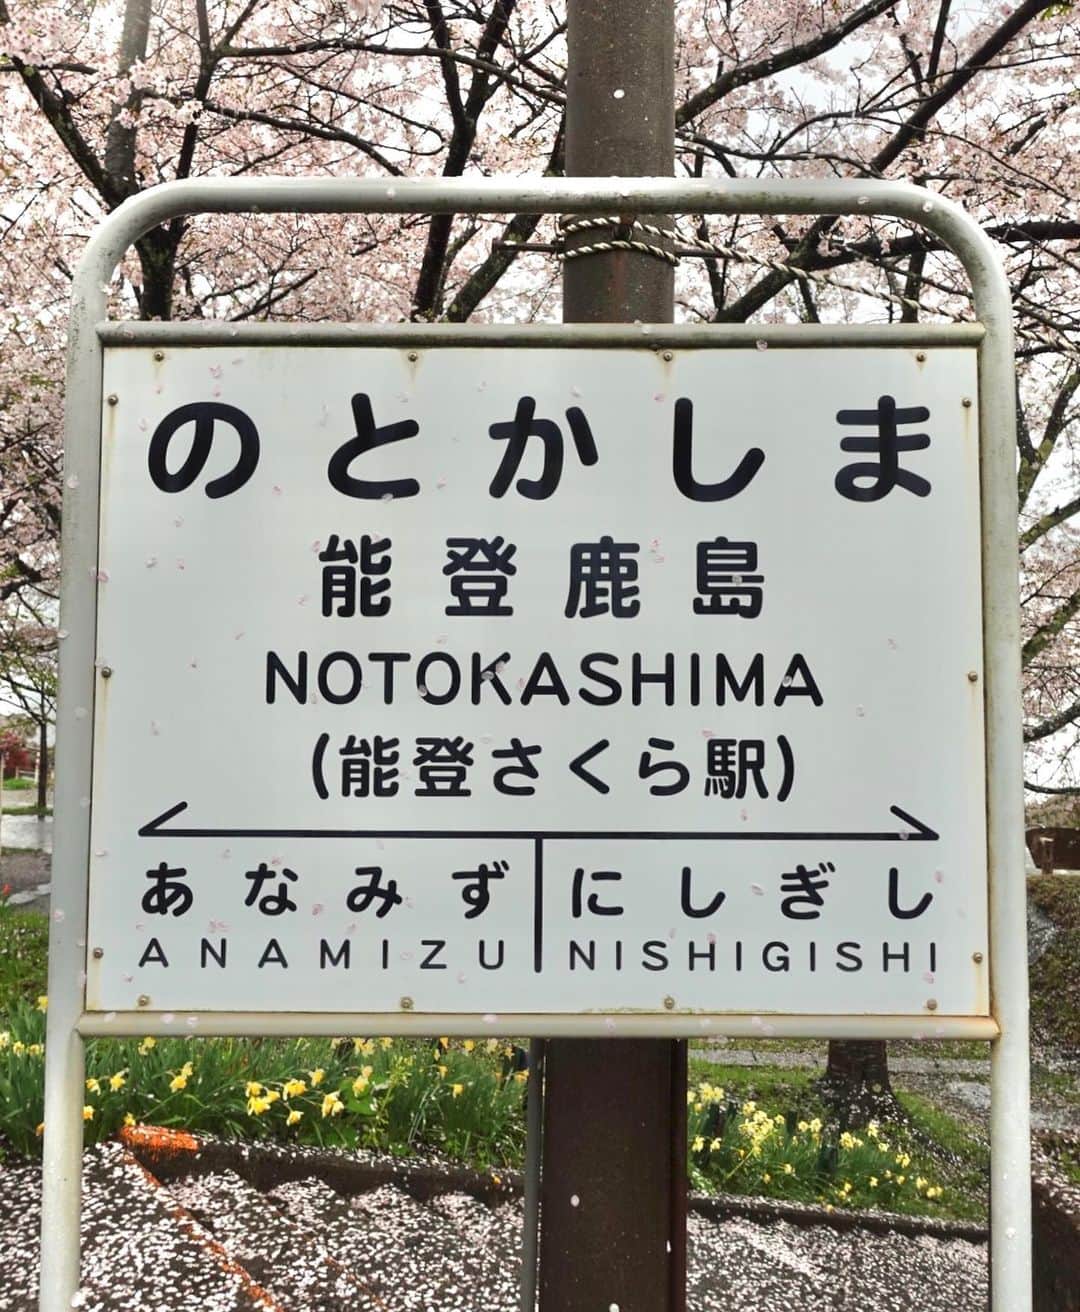 のとかしま
能登鹿島
NOTOKASHIMA
(能登さくら駅)
あなみず にしぎし
ANAMIZU NISHIGISHI